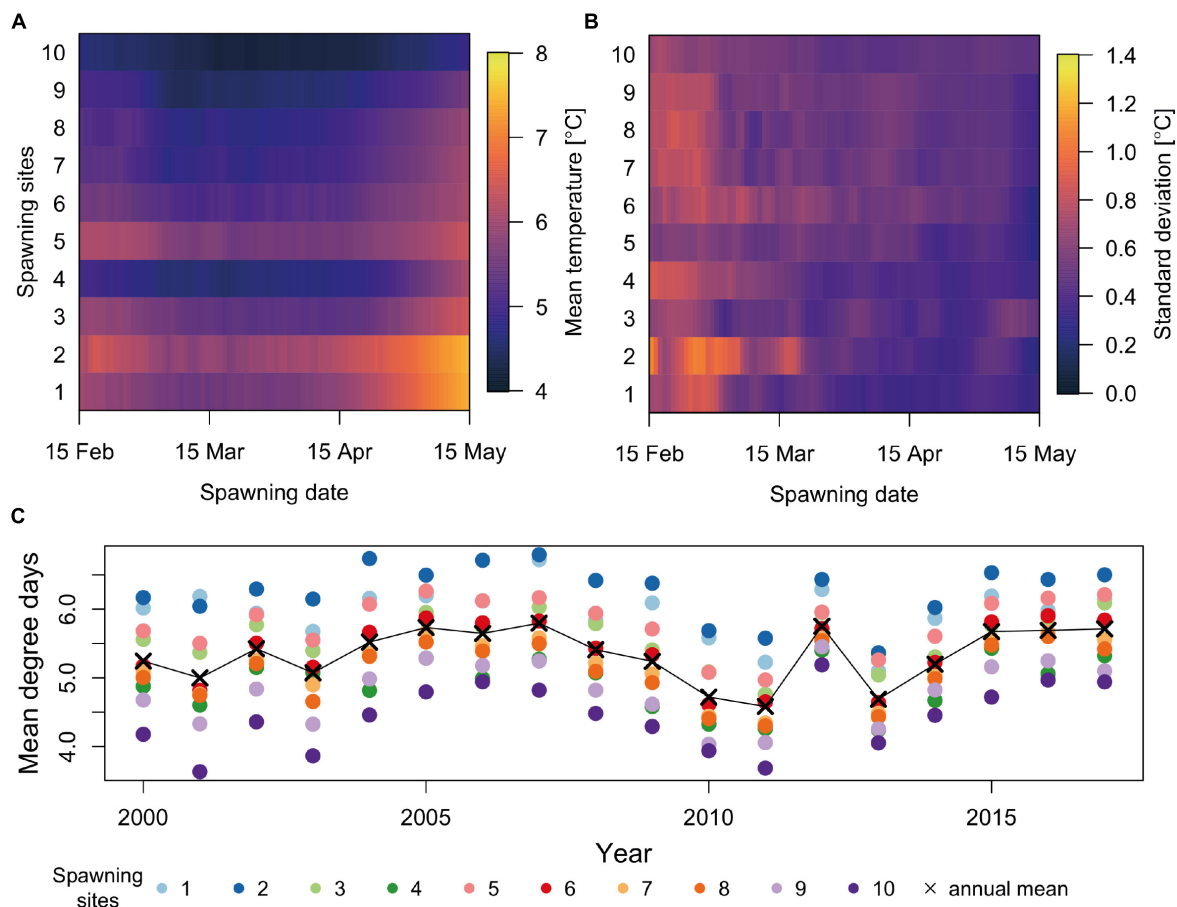 A
Spawning sites
10
9
8
7
6
5
4
3
2
1
15 Feb
15 Mar
15 Apr
15 May
Spawning date
8
7
6
5
4
Mean temperature [°C]
B
10
9
8
7
6
5
4
3
2
1
15 Feb
15 Mar
15 Apr
15 May
Spawning date
1.4
1.2
1.0
0.8
0.6
0.4
0.2
0.0
Standard deviation [°C]
C
Mean degree days
6.0
5.0
4.0
2000
2005
2010
2015
Year
Spawning sites
1
2
3
4
5
6
7
8
9
10
annual mean